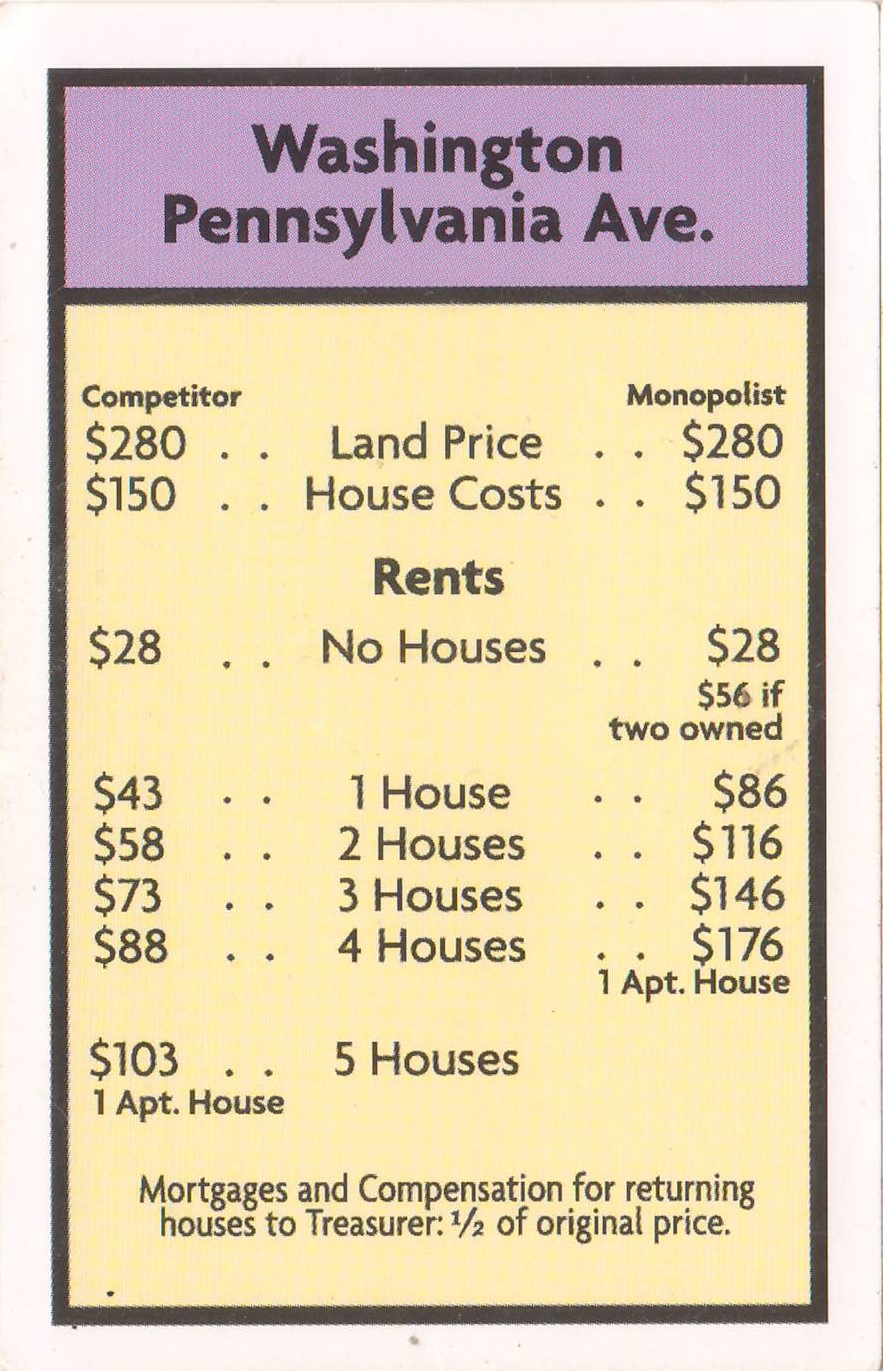 Washington
Pennsylvania Ave.
Competitor Monopolist
$280 . . Land Price . . $280
$150 . . House Costs . . $150
Rents
$28 . . No Houses . . $28
$56 if
two owned
$43 . . 1 House . . $86
$58 . . 2 Houses . . $116
$73 . . 3 Houses . . $146
$88 . . 4 Houses . . $176
1 Apt. House
$103 . . 5 Houses
1 Apt. House
Mortgages and Compensation for returning
houses to Treasurer: ½ of original price.